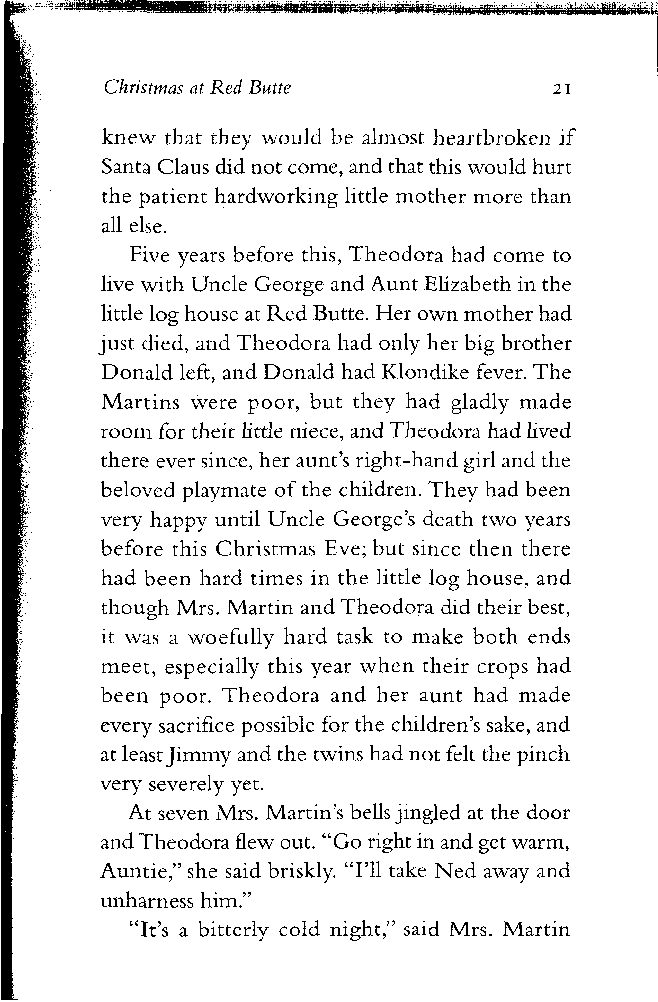 Christmas at Red Butte 21
knew that they would be almost heartbroken if
Santa Claus did not come, and that this would hurt
the patient hardworking little mother more than
all else.
Five years before this, Theodora had come to
live with Uncle George and Aunt Elizabeth in the
little log house at Red Butte. Her own mother had
just died, and Theodora had only her big brother
Donald left, and Donald had Klondike fever. The
Martins were poor, but they had gladly made
room for their little niece, and Theodora had lived
there ever since, her aunt's right-hand girl and the
beloved playmate of the children. They had been
very happy until Uncle George's death two years
before this Christmas Eve; but since then there
had been hard times in the little log house, and
though Mrs. Martin and Theodora did their best,
it was a woefully hard task to make both ends
meet, especially this year when their crops had
been poor. Theodora and her aunt had made
every sacrifice possible for the children's sake, and
at least Jimmy and the twins had not felt the pinch
very severely yet.
At seven Mrs. Martin's bells jingled at the door
and Theodora flew out. “Go right in and get warm,
Auntie,” she said briskly. “I'll take Ned away and
unharness him.”
“It's a bitterly cold night,” said Mrs. Martin